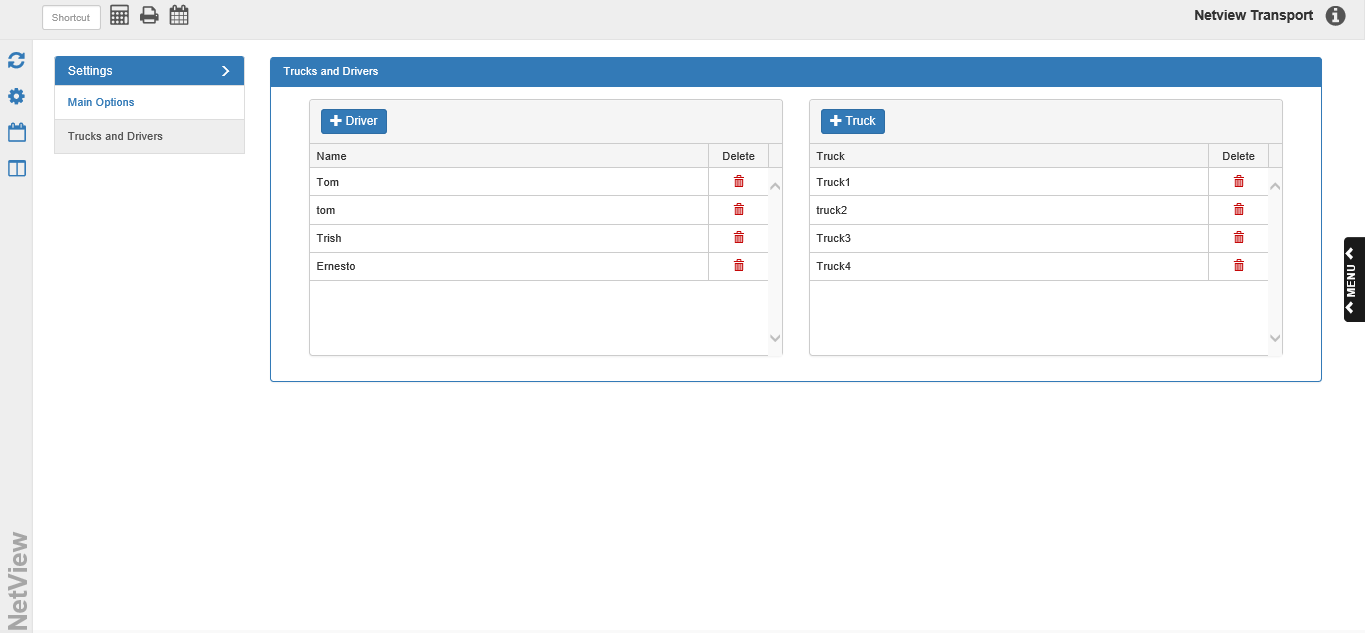 Shortcut
Netview Transport
Settings
Main Options
Trucks and Drivers
Trucks and Drivers
Driver
Name Delete
Tom
tom
Trish
Ernesto
Truck
Truck Delete
Truck1
truck2
Truck3
Truck4
MENU
NetView